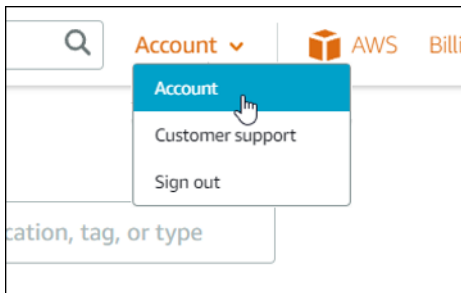 Account AWS Billi
Account
Customer support
Sign out
cation, tag, or type